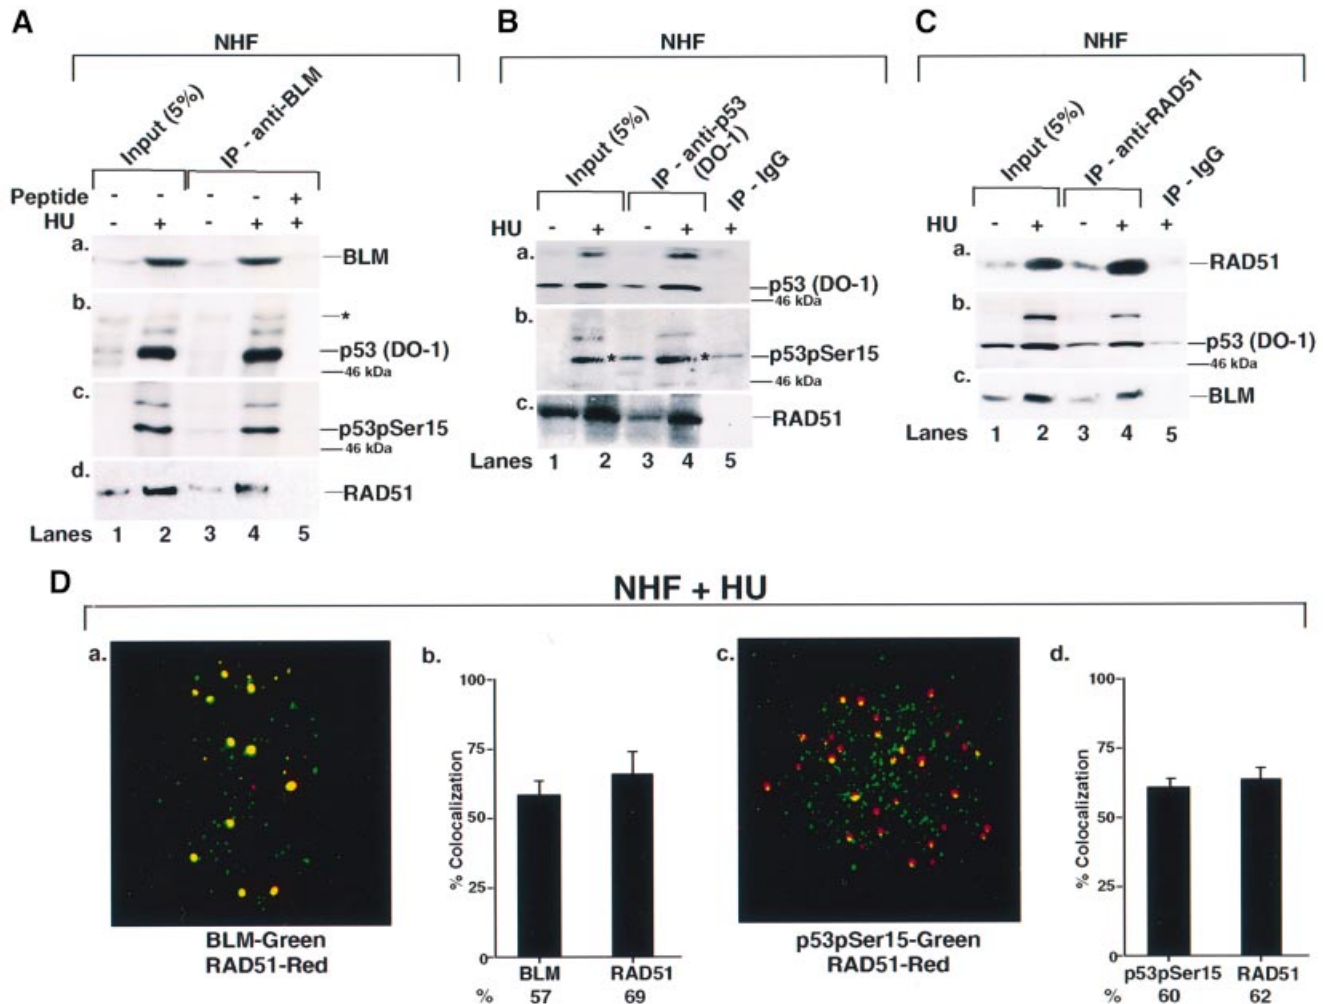 A
NHF
Input (5%)
IP - anti-BLM
Peptide - - - - +
HU - + - + +
a.
BLM
b.
*
p53 (DO-1)
46 kDa
c.
p53pSer15
46 kDa
d.
RAD51
Lanes 1 2 3 4 5
B
NHF
Input (5%)
IP - anti-p53
(DO-1)
IP - IgG
HU - + - + +
a.
p53 (DO-1)
46 kDa
b.
* * p53pSer15
46 kDa
c.
RAD51
Lanes 1 2 3 4 5
C
NHF
Input (5%)
IP - anti-RAD51
IP - IgG
HU - + - + +
a.
RAD51
b.
p53 (DO-1)
46 kDa
c.
BLM
Lanes 1 2 3 4 5
D
NHF + HU
a.
BLM-Green
RAD51-Red
b.
% Colocalization
100
75
50
25
0
BLM RAD51
% 57 69
c.
p53pSer15-Green
RAD51-Red
d.
% Colocalization
100
75
50
25
0
p53pSer15 RAD51
% 60 62